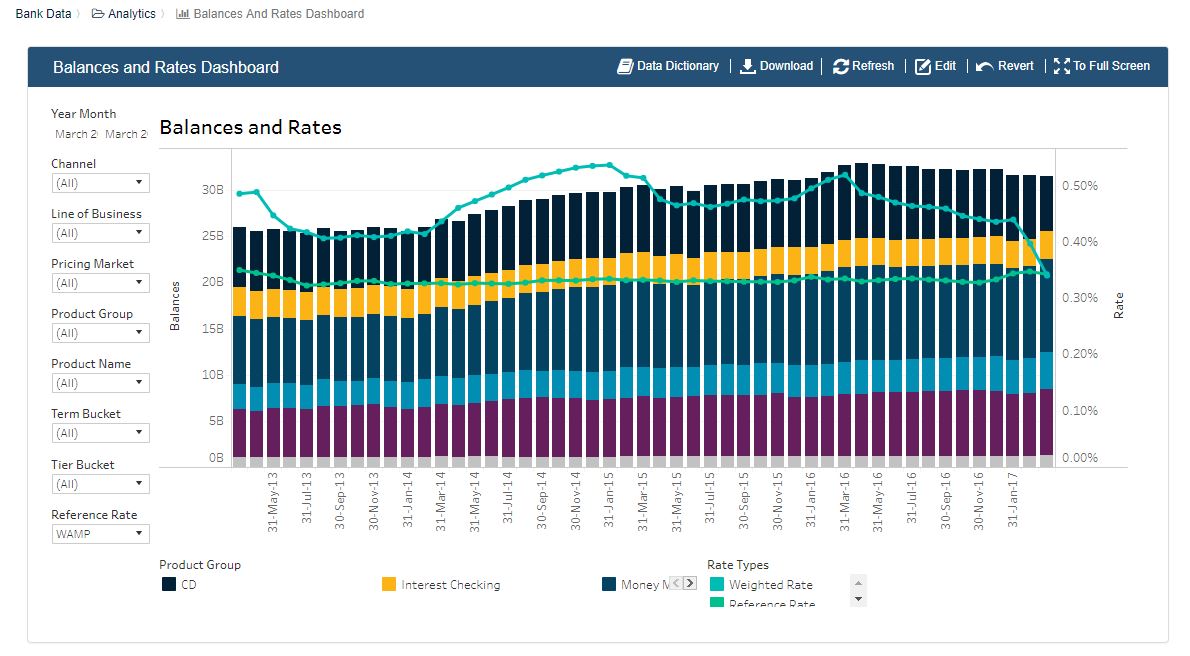 Bank Data
Analytics
Balances And Rates Dashboard
Balances and Rates Dashboard
Data Dictionary
Download
Refresh
Edit
Revert
To Full Screen
Year Month
March 2 March 2
Channel
(All)
Line of Business
(All)
Pricing Market
(All)
Product Group
(All)
Product Name
(All)
Term Bucket
(All)
Tier Bucket
(All)
Reference Rate
WAMP
Balances and Rates
Balances
30B
25B
20B
15B
10B
5B
0B
0.50%
0.40%
0.30%
0.20%
0.10%
0.00%
Rate
31-May-13
31-Jul-13
30-Sep-13
30-Nov-13
31-Jan-14
31-Mar-14
31-May-14
31-Jul-14
30-Sep-14
30-Nov-14
31-Jan-15
31-Mar-15
31-May-15
31-Jul-15
30-Sep-15
30-Nov-15
31-Jan-16
31-Mar-16
31-May-16
31-Jul-16
30-Sep-16
30-Nov-16
31-Jan-17
Product Group
CD
Interest Checking
Money M
Rate Types
Weighted Rate
Reference Rate